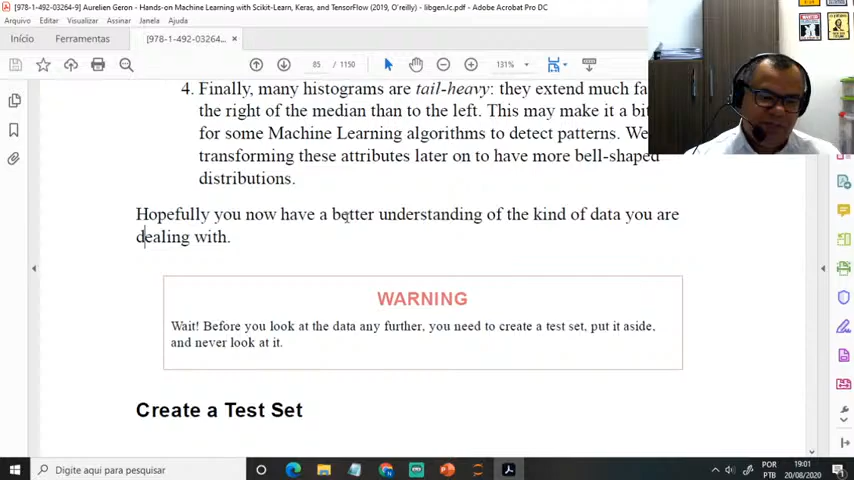 [978-1-492-03264-9] Aurelien Geron - Hands-on Machine Learning with Scikit-Learn, Keras, and TensorFlow (2019, O'reilly) - libgen.lc.pdf - Adobe Acrobat Pro DC
Arquivo Editar Visualizar Assinar Janela Ajuda
Início Ferramentas [978-1-492-03264... ×
85 / 1150 131%
4. Finally, many histograms are tail-heavy: they extend much
the right of the median than to the left. This may make it a bit
for some Machine Learning algorithms to detect patterns. We
transforming these attributes later on to have more bell-shaped
distributions.
Hopefully you now have a better understanding of the kind of data you are
dealing with.
WARNING
Wait! Before you look at the data any further, you need to create a test set, put it aside,
and never look at it.
Create a Test Set
Digite aqui para pesquisar
POR
PTB
19:01
20/08/2020